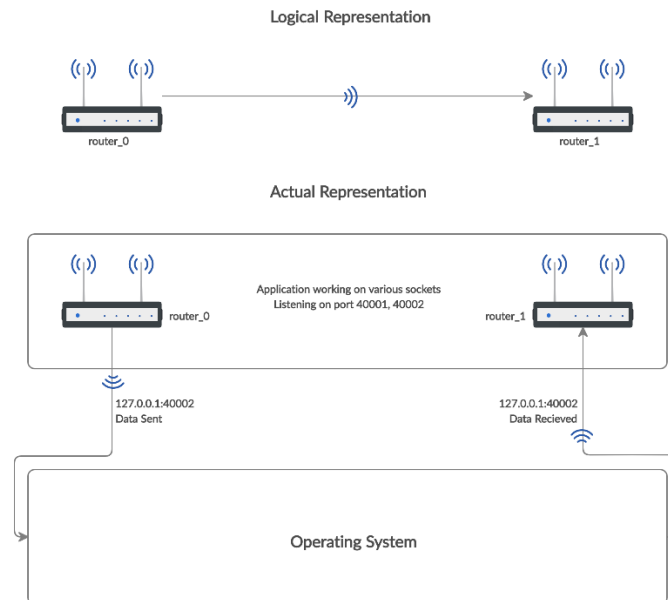 Logical Representation
router_0
router_1
Actual Representation
Application working on various sockets
Listening on port 40001, 40002
router_0
router_1
127.0.0.1:40002
Data Sent
127.0.0.1:40002
Data Recieved
Operating System